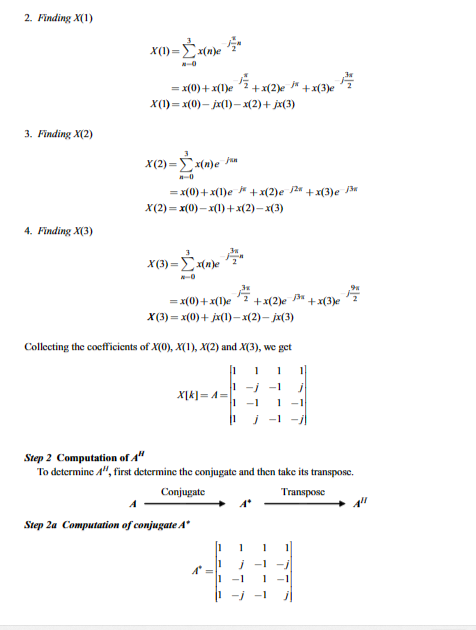 2. Finding X(1)
X(1) = ∑_{n=0}^{3} x(n)e^{-j(π/2)n}
= x(0) + x(1)e^{-jπ/2} + x(2)e^{-jπ} + x(3)e^{-j3π/2}
X(1) = x(0) – jx(1) – x(2) + jx(3)
3. Finding X(2)
X(2) = ∑_{n=0}^{3} x(n)e^{-jπn}
= x(0) + x(1)e^{-jπ} + x(2)e^{-j2π} + x(3)e^{-j3π}
X(2) = x(0) – x(1) + x(2) – x(3)
4. Finding X(3)
X(3) = ∑_{n=0}^{3} x(n)e^{-j(3π/2)n}
= x(0) + x(1)e^{-j3π/2} + x(2)e^{-j3π} + x(3)e^{-j9π/2}
X(3) = x(0) + jx(1) – x(2) – jx(3)
Collecting the coefficients of X(0), X(1), X(2) and X(3), we get
1 1 1 1
X[k] = A = 1 –j –1 j
1 –1 1 –1
1 j –1 –j
Step 2 Computation of A^H
To determine A^H, first determine the conjugate and then take its transpose.
Conjugate Transpose
A A* A^H
Step 2a Computation of conjugate A*
1 1 1 1
A* = 1 j –1 –j
1 –1 1 –1
1 –j –1 j